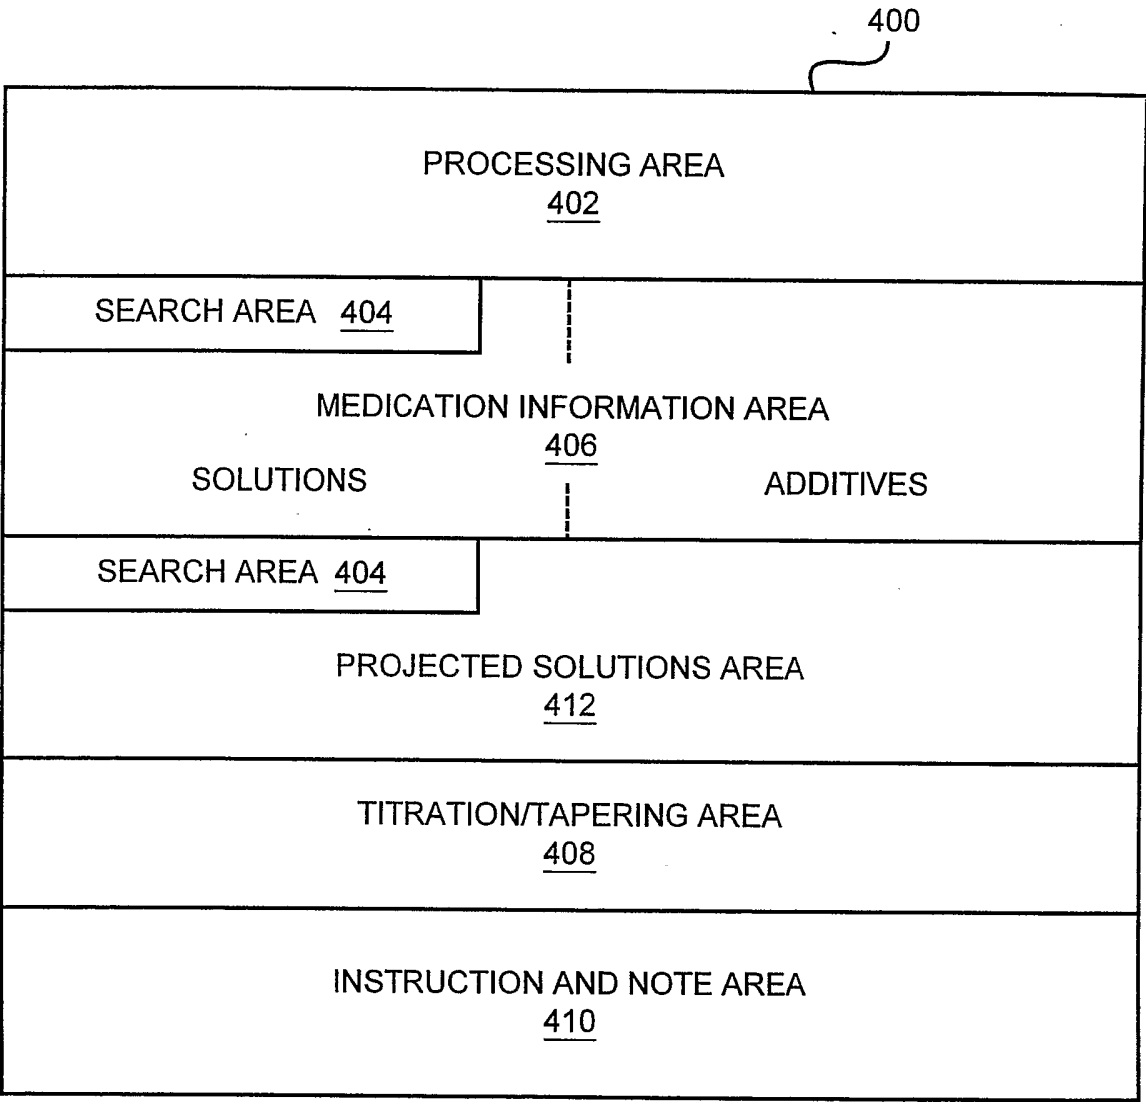 400
PROCESSING AREA
402
SEARCH AREA 404
MEDICATION INFORMATION AREA
406
SOLUTIONS ADDITIVES
SEARCH AREA 404
PROJECTED SOLUTIONS AREA
412
TITRATION/TAPERING AREA
408
INSTRUCTION AND NOTE AREA
410